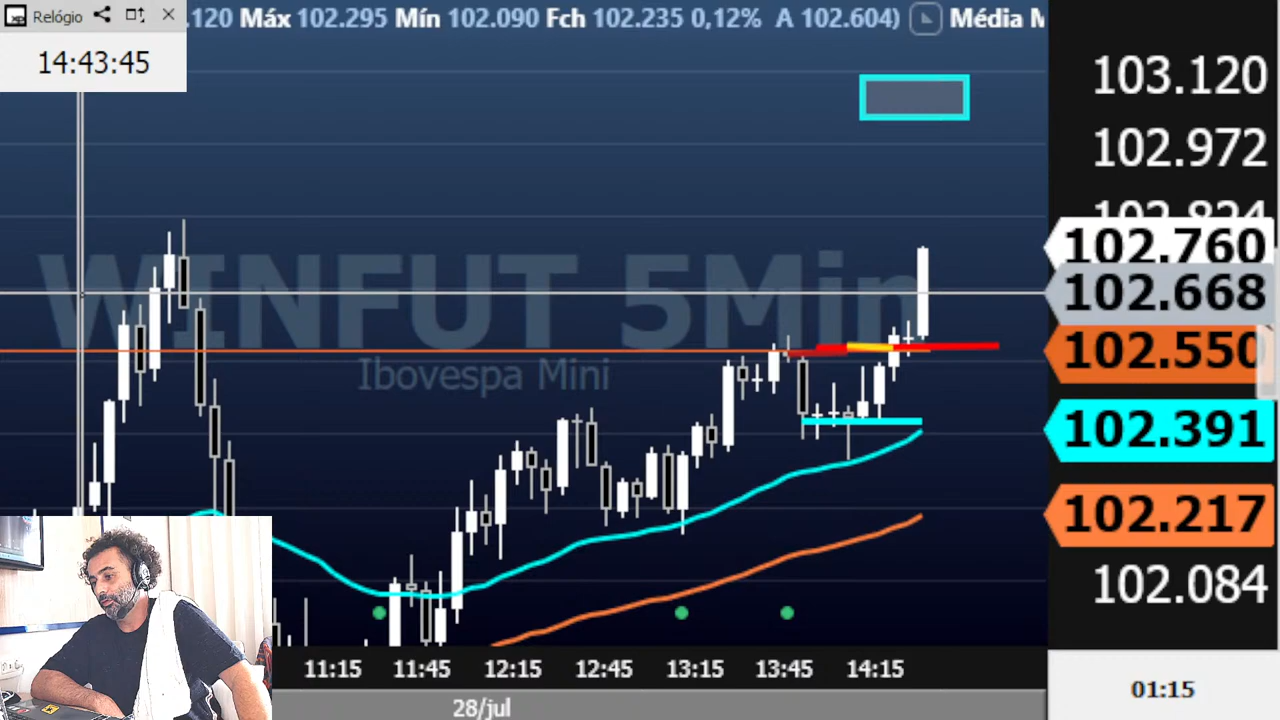 Relógio
14:43:45
.120 Máx 102.295 Mín 102.090 Fch 102.235 0,12% A 102.604) Média M
103.120
102.972
102.824
102.760
102.668
102.550
102.391
102.217
102.084
WINFUT 5Min
Ibovespa Mini
11:15 11:45 12:15 12:45 13:15 13:45 14:15
28/jul
01:15